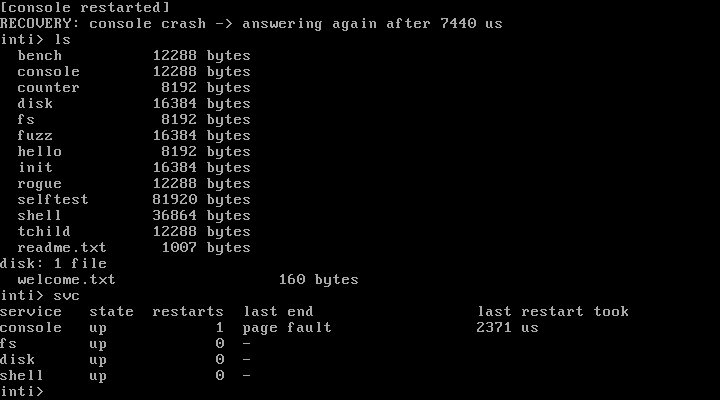 [console restarted]
RECOVERY: console crash -> answering again after 7440 us
inti> ls
  bench          12288 bytes
  console        12288 bytes
  counter         8192 bytes
  disk           16384 bytes
  fs              8192 bytes
  fuzz           16384 bytes
  hello           8192 bytes
  init           16384 bytes
  rogue          12288 bytes
  selftest       81920 bytes
  shell          36864 bytes
  tchild         12288 bytes
  readme.txt      1007 bytes
disk: 1 file
  welcome.txt                  160 bytes
inti> svc
service   state  restarts  last end                  last restart took
console   up            1  page fault                2371 us
fs        up            0  -
disk      up            0  -
shell     up            0  -
inti>